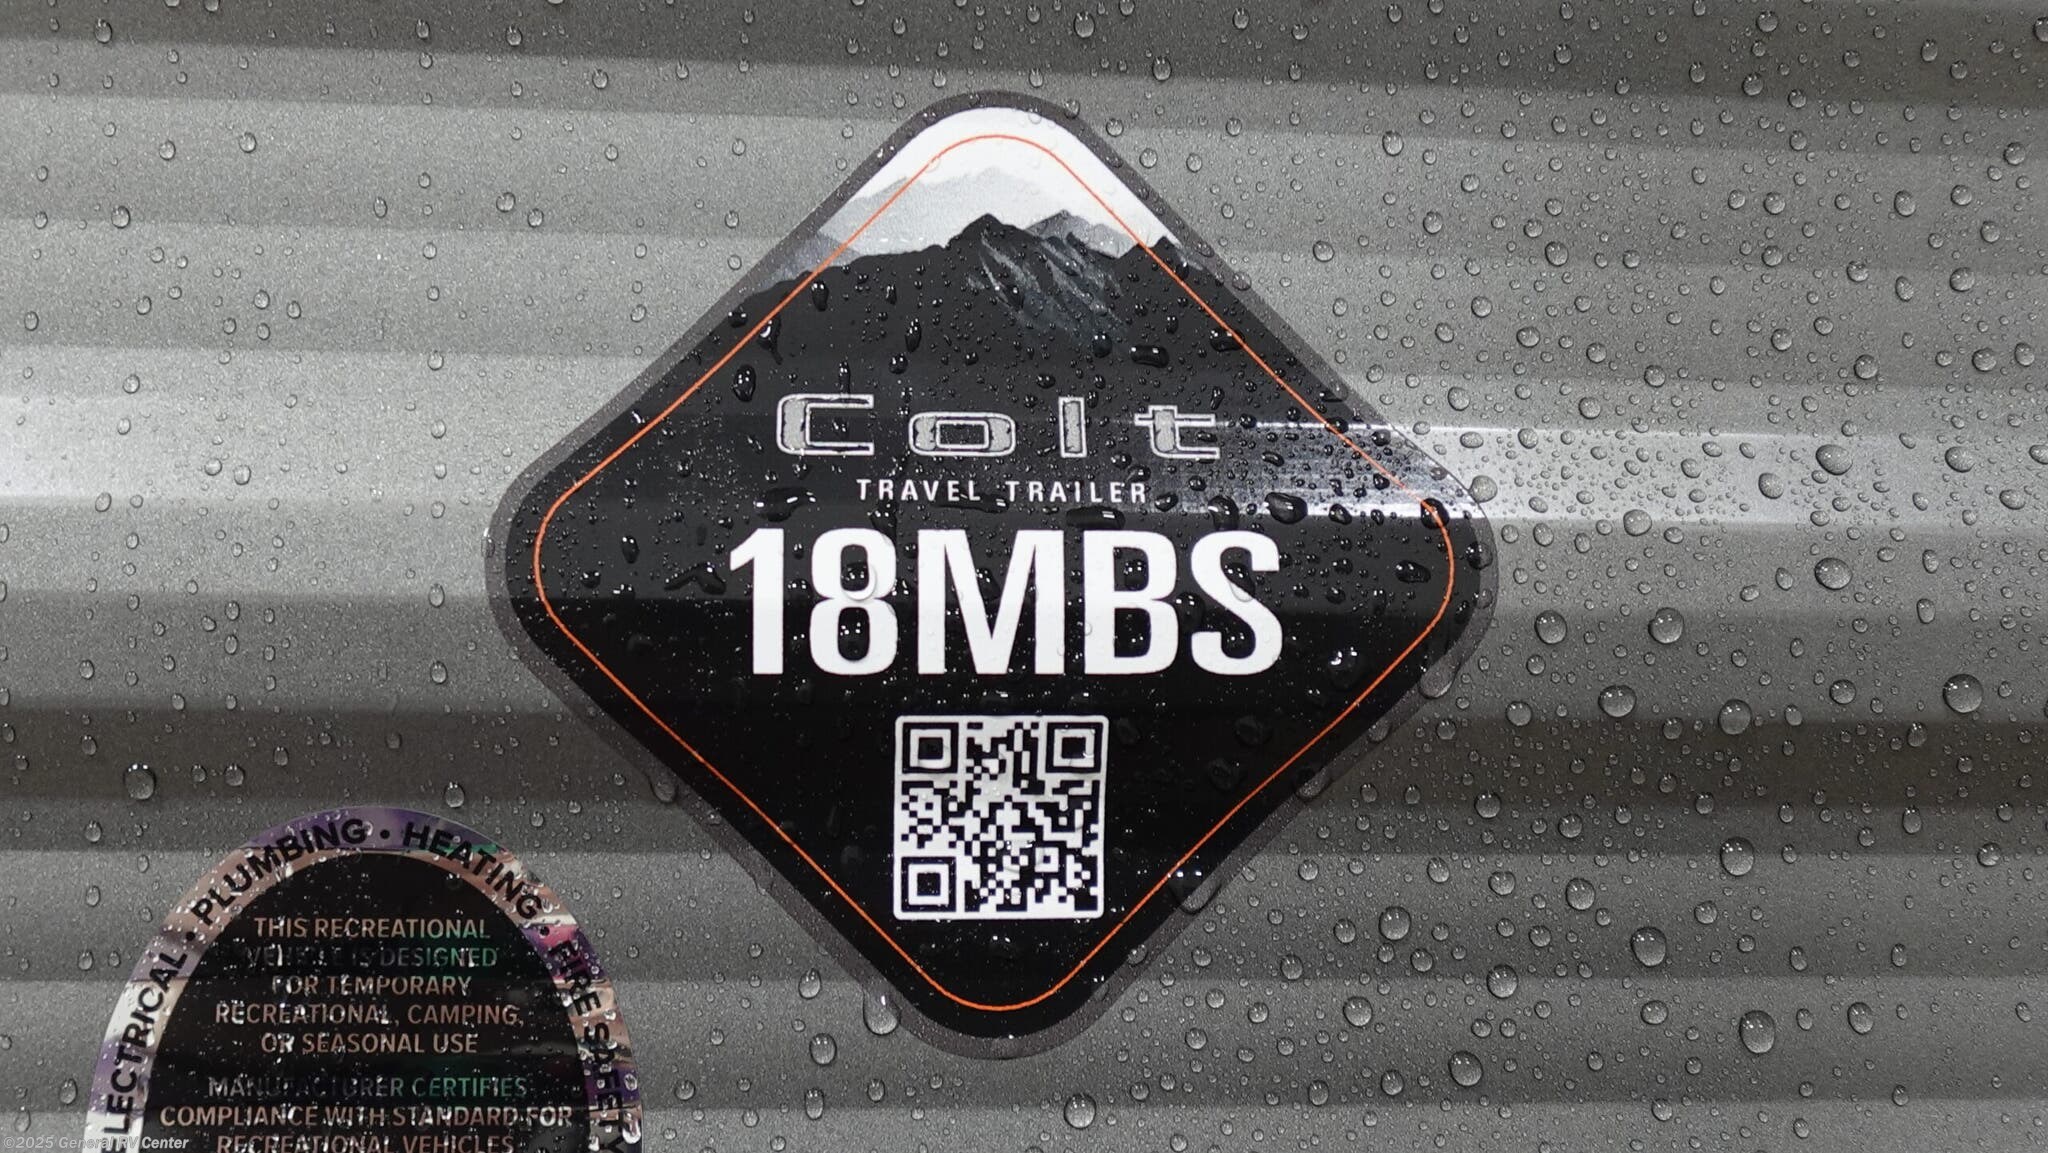 Colt
TRAVEL TRAILER
18MBS
ELECTRICAL • PLUMBING • HEATING • FIRE SAFETY
THIS RECREATIONAL
VEHICLE IS DESIGNED
FOR TEMPORARY
RECREATIONAL, CAMPING,
OR SEASONAL USE
MANUFACTURER CERTIFIES
COMPLIANCE WITH STANDARD FOR
RECREATIONAL VEHICLES
©2025 General RV Center